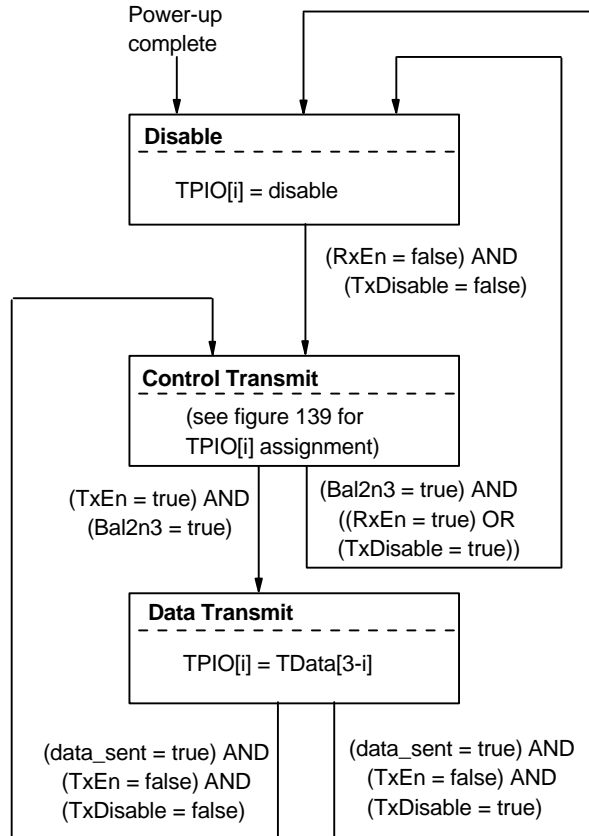 Power-up
complete
Disable
TPIO[i] = disable
(RxEn = false) AND
(TxDisable = false)
Control Transmit
(see figure 139 for
TPIO[i] assignment)
(TxEn = true) AND
(Bal2n3 = true)
(Bal2n3 = true) AND
((RxEn = true) OR
(TxDisable = true))
Data Transmit
TPIO[i] = TData[3-i]
(data_sent = true) AND
(TxEn = false) AND
(TxDisable = false)
(data_sent = true) AND
(TxEn = false) AND
(TxDisable = true)